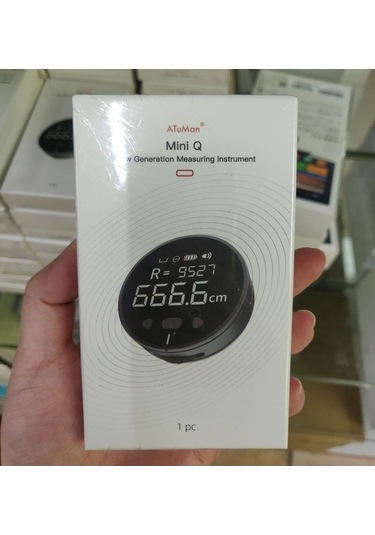 ATuMan®
Mini Q
Generation Measuring Instrument
R = 9527
666.6cm
1 pc